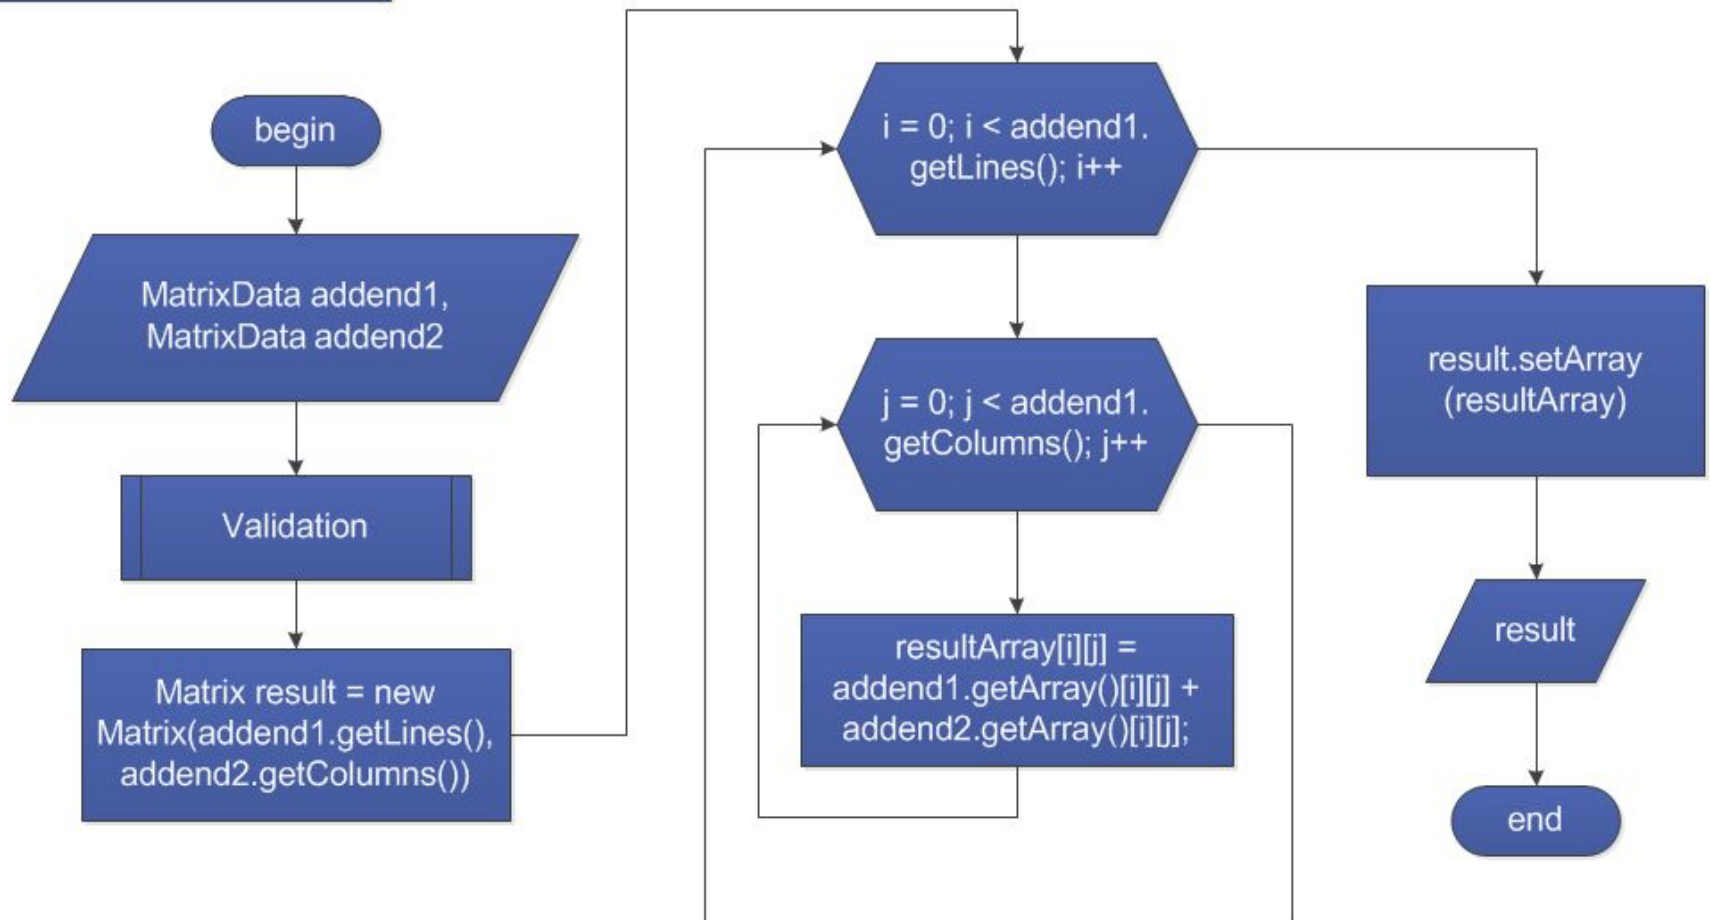 begin
MatrixData addend1,
MatrixData addend2
Validation
Matrix result = new
Matrix(addend1.getLines(),
addend2.getColumns())
i = 0; i < addend1.
getLines(); i++
j = 0; j < addend1.
getColumns(); j++
resultArray[i][j] =
addend1.getArray()[i][j] +
addend2.getArray()[i][j];
result.setArray
(resultArray)
result
end